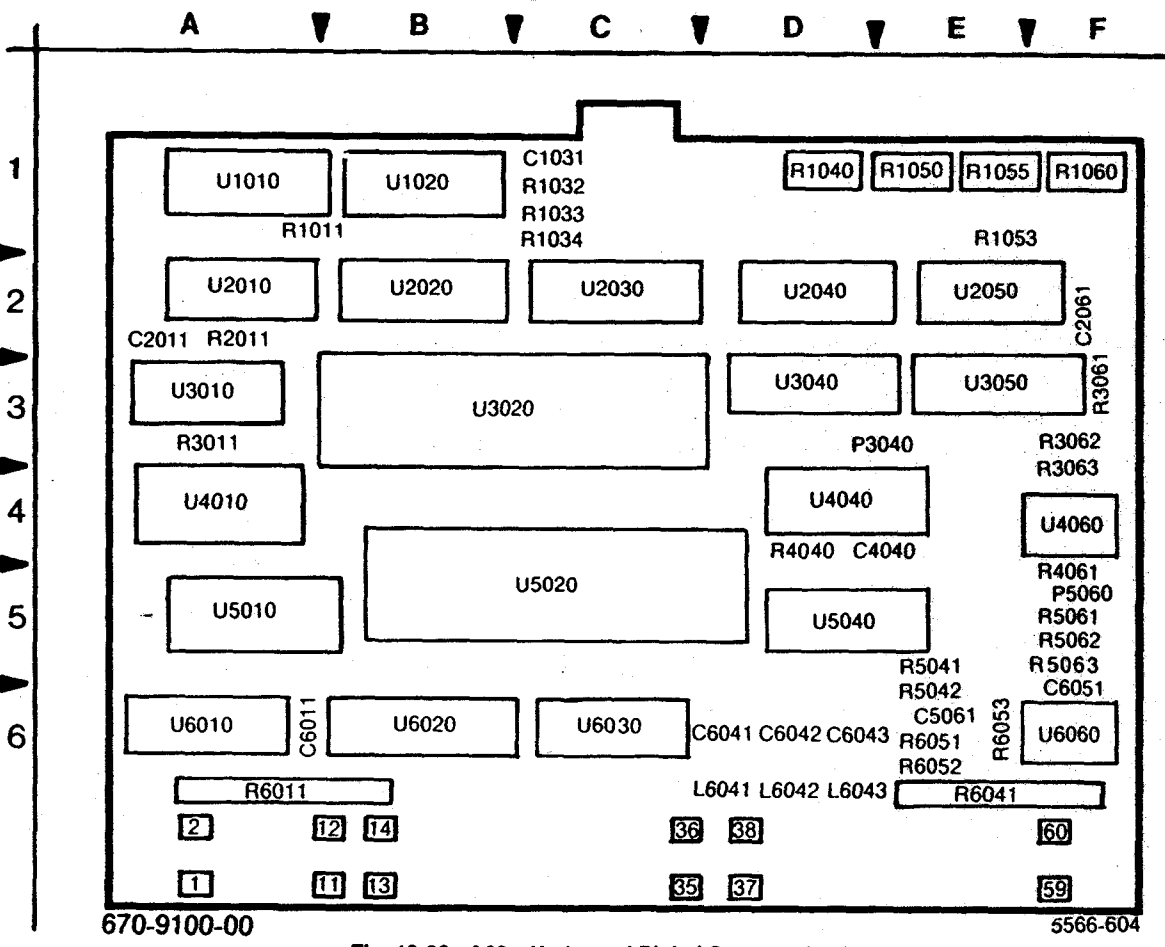 A B C D E F
1
U1010 U1020 C1031 R1040 R1050 R1055 R1060
R1032
R1033
R1011 R1034 R1053
2
U2010 U2020 U2030 U2040 U2050 C2061
C2011 R2011
3
U3010 U3020 U3040 U3050 R3061
R3011 P3040 R3062
R3063
4
U4010 U4040 U4060
R4040 C4040
R4061
5
U5010 U5020 U5040 P5060
R5061
R5062
R5041 R5063
R5042 C6051
6
U6010 C6011 U6020 U6030 C6041 C6042 C6043 C5061 R6053 U6060
R6051
R6052
R6011 L6041 L6042 L6043 R6041
2 12 14 36 38 60
1 11 13 35 37 59
670-9100-00 5566-604